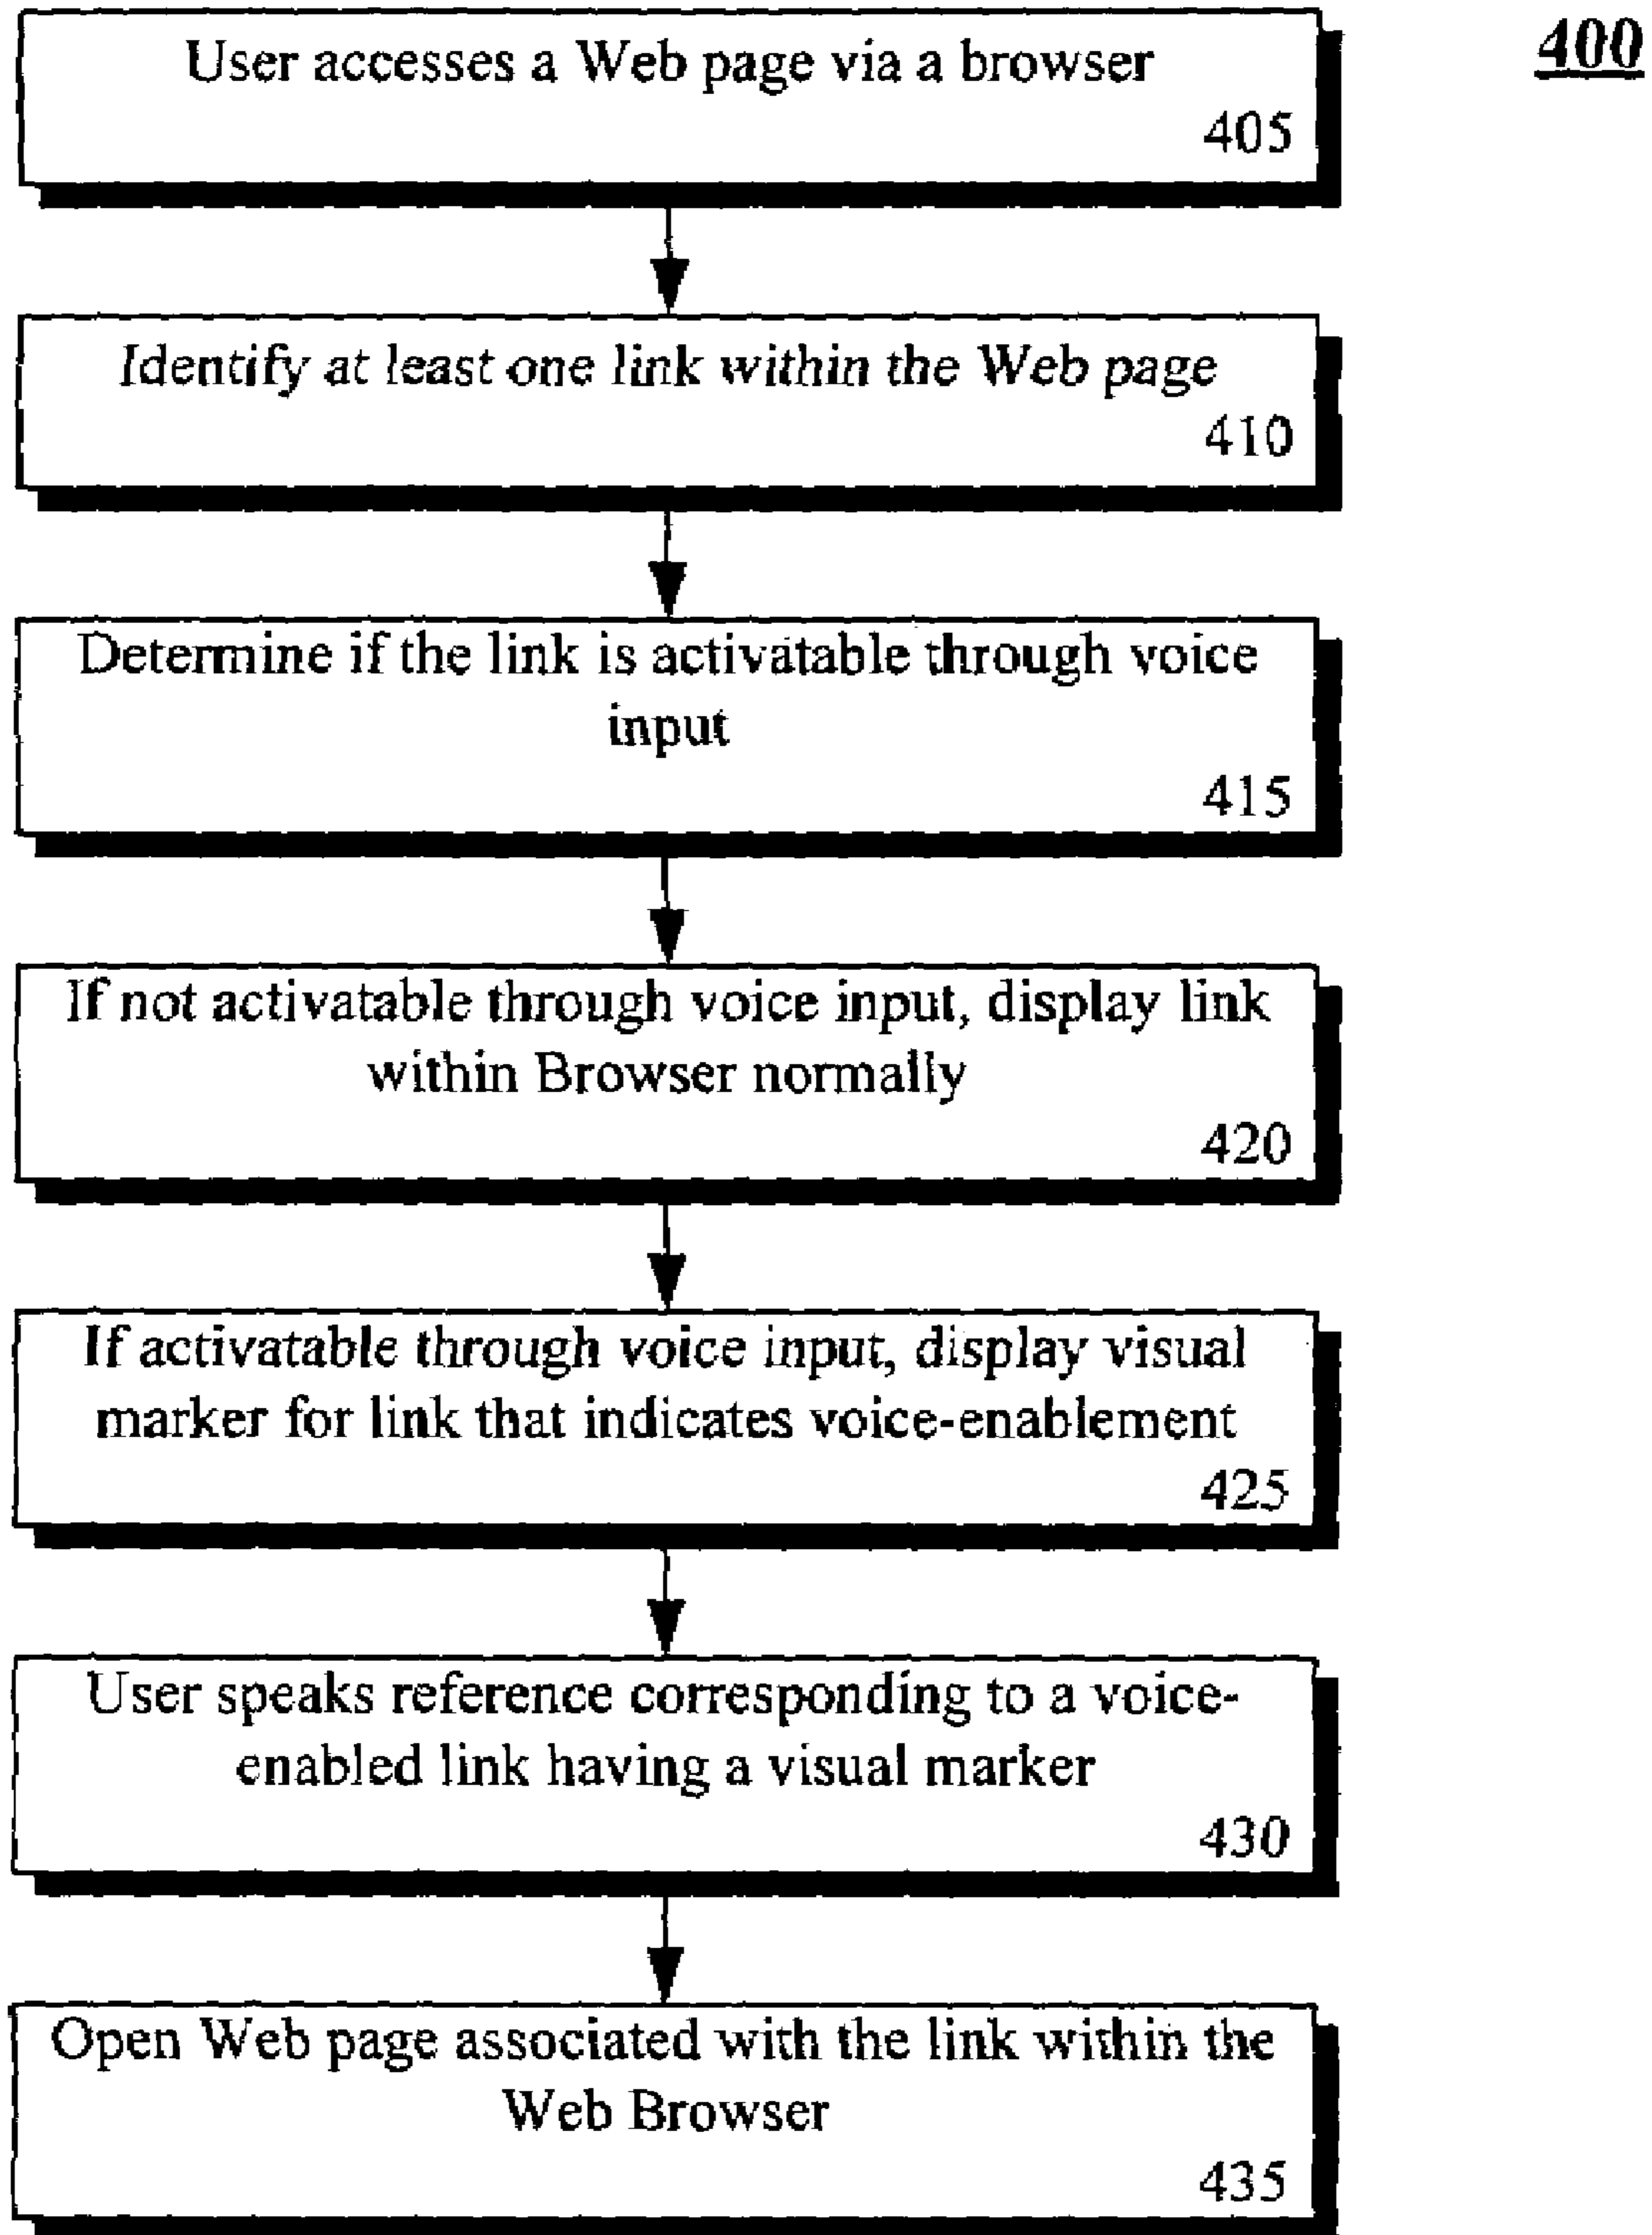 400
User accesses a Web page via a browser
405
Identify at least one link within the Web page
410
Determine if the link is activatable through voice
input
415
If not activatable through voice input, display link
within Browser normally
420
If activatable through voice input, display visual
marker for link that indicates voice-enablement
425
User speaks reference corresponding to a voice-
enabled link having a visual marker
430
Open Web page associated with the link within the
Web Browser
435